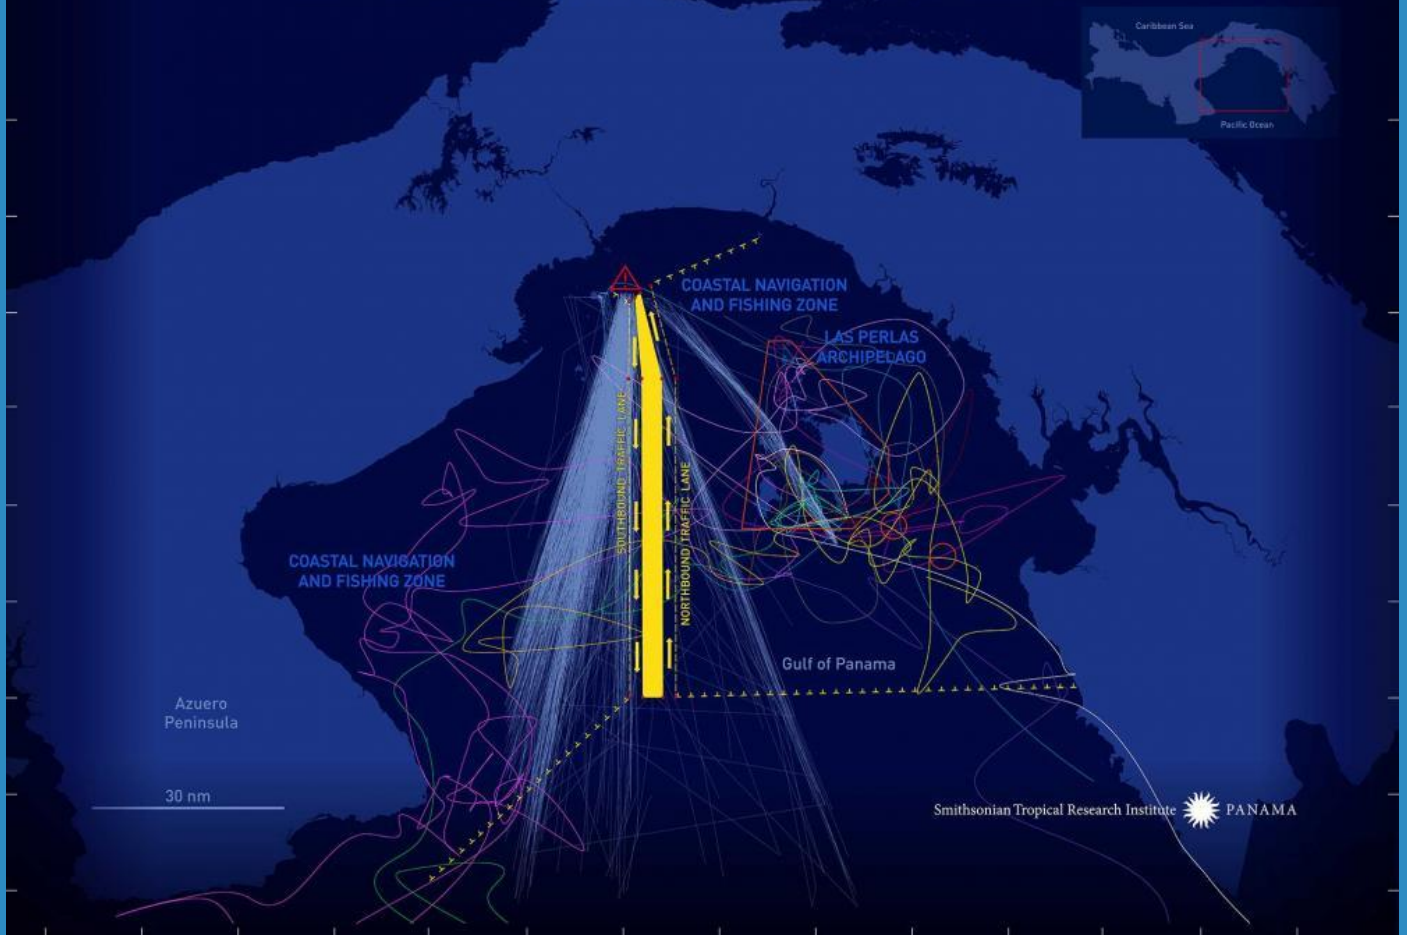 Caribbean Sea
Pacific Ocean
COASTAL NAVIGATION
AND FISHING ZONE
LAS PERLAS
ARCHIPELAGO
SOUTHBOUND TRAFFIC LANE
NORTHBOUND TRAFFIC LANE
COASTAL NAVIGATION
AND FISHING ZONE
Gulf of Panama
Azuero
Peninsula
30 nm
Smithsonian Tropical Research Institute PANAMA